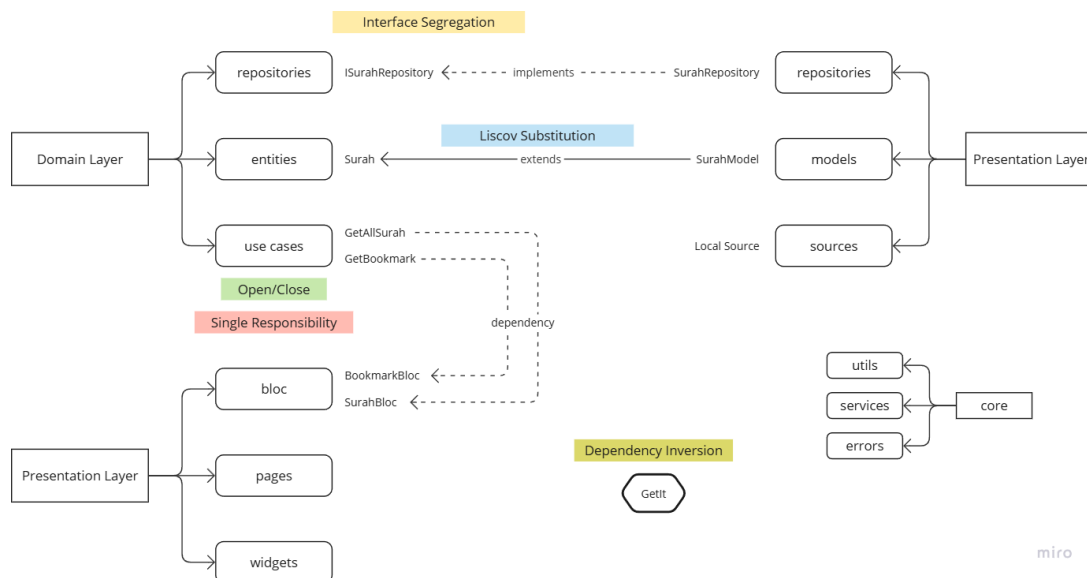 Interface Segregation
repositories
ISurahRepository
implements
SurahRepository
repositories
Liscov Substitution
Domain Layer
entities
Surah
extends
SurahModel
models
Presentation Layer
use cases
GetAllSurah
GetBookmark
Local Source
sources
Open/Close
Single Responsibility
dependency
utils
bloc
BookmarkBloc
SurahBloc
services
core
errors
Dependency Inversion
Presentation Layer
pages
GetIt
widgets
miro